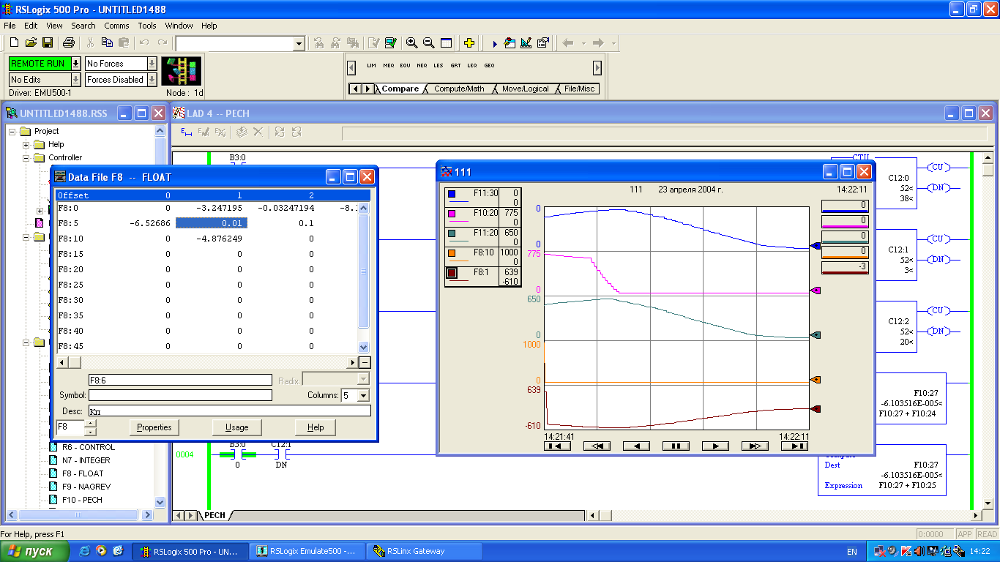 RSLogix 500 Pro - UNTITLED1488
File Edit View Search Comms Tools Window Help
REMOTE RUN No Forces
No Edits Forces Disabled
Driver: EMU500-1 Node : 1d
LIM MEQ EQU NEQ LES GRT LEQ GEQ
Compare Compute/Math Move/Logical File/Misc
UNTITLED1488.RSS
Project
Help
Controller
R6 - CONTROL
N7 - INTEGER
F8 - FLOAT
F9 - NAGREV
F10 - PECH
LAD 4 -- PECH
B3:0
Data File F8 -- FLOAT
Offset 0 1 2
F8:0 0 -3.247195 -0.03247194
F8:5 -6.52686 0.01 0.1
F8:10 0 -4.876249 0
F8:15 0 0 0
F8:20 0 0 0
F8:25 0 0 0
F8:30 0 0 0
F8:35 0 0 0
F8:40 0 0 0
F8:45 0 0 0
F8:6 Radix:
Symbol: Columns: 5
Desc: Кп
F8 Properties Usage Help
111
111 23 апреля 2004 г. 14:22:11
F11:30 0
0
F10:20 775
0
F11:20 650
0
F8:10 1000
0
F8:1 639
-610
0
0
775
0
650
0
1000
0
639
-610
0
0
0
0
-3
14:21:41 14:22:11
C12:0
52<
38<
CU
DN
C12:1
52<
3<
CU
DN
C12:2
52<
20<
CU
DN
F10:27
-6.103516E-005<
F10:27 + F10:24
0004
B3:0 C12:1
0 DN
Dest F10:27
-6.103516E-005<
Expression F10:27 + F10:25
PECH
For Help, press F1 0:0000 APP READ
пуск RSLogix 500 Pro - UN... RSLogix Emulate500 -... RSLinx Gateway EN 14:22